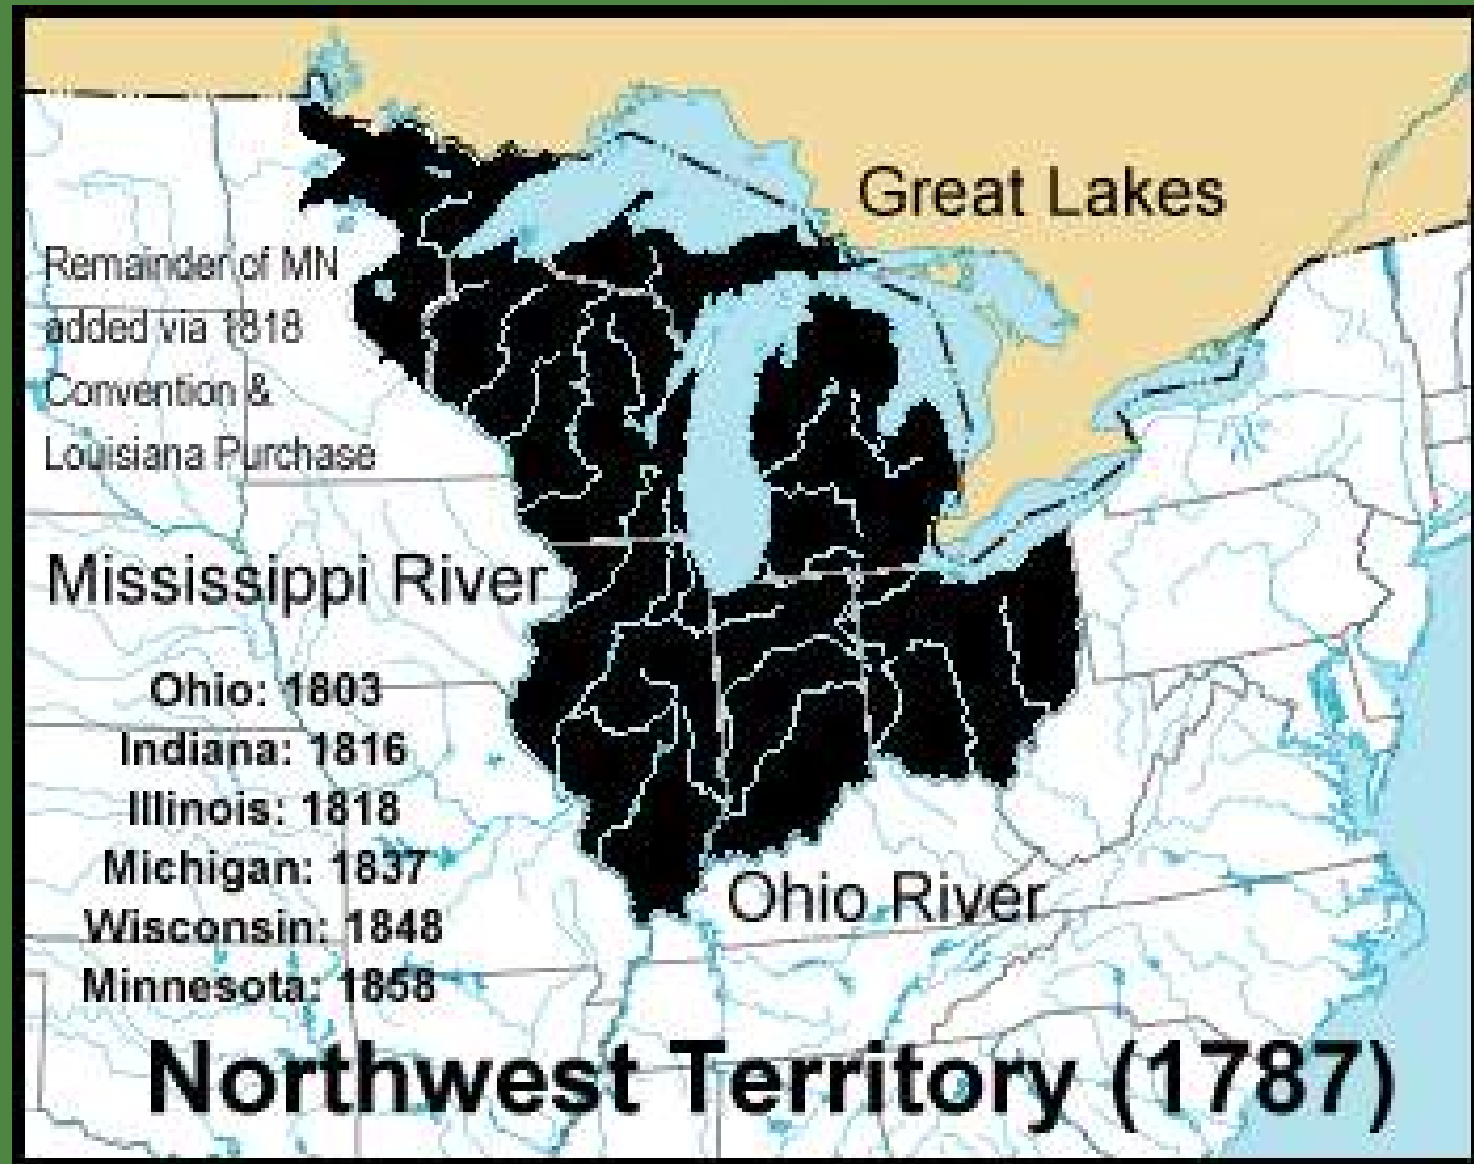 Great Lakes
Remainder of MN
added via 1818
Convention &
Louisiana Purchase
Mississippi River
Ohio: 1803
Indiana: 1816
Illinois: 1818
Michigan: 1837
Wisconsin: 1848
Minnesota: 1858
Ohio River
Northwest Territory (1787)